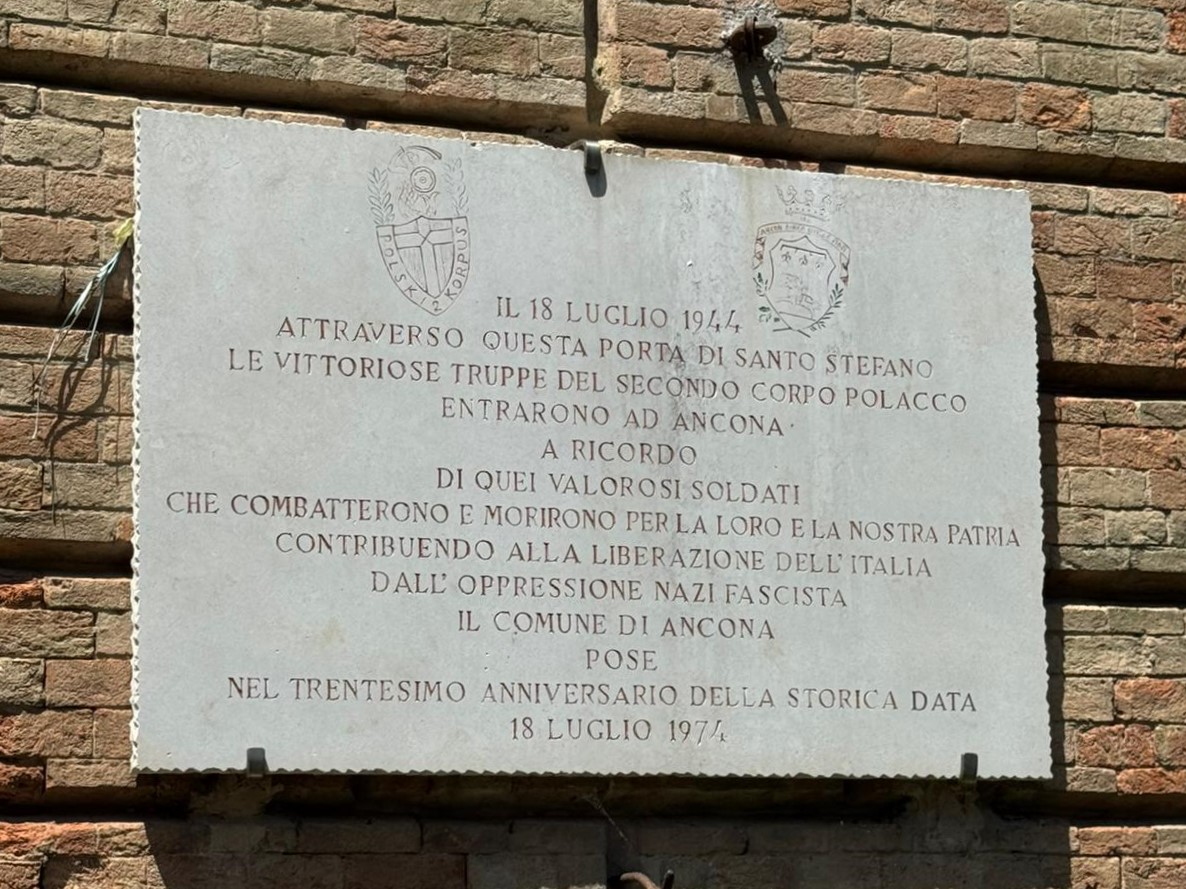 POLSKI 2 KORPUS
IL 18 LUGLIO 1944
ATTRAVERSO QUESTA PORTA DI SANTO STEFANO
LE VITTORIOSE TRUPPE DEL SECONDO CORPO POLACCO
ENTRARONO AD ANCONA
A RICORDO
DI QUEI VALOROSI SOLDATI
CHE COMBATTERONO E MORIRONO PER LA LORO E LA NOSTRA PATRIA
CONTRIBUENDO ALLA LIBERAZIONE DELL'ITALIA
DALL'OPPRESSIONE NAZI FASCISTA
IL COMUNE DI ANCONA
POSE
NEL TRENTESIMO ANNIVERSARIO DELLA STORICA DATA
18 LUGLIO 1974